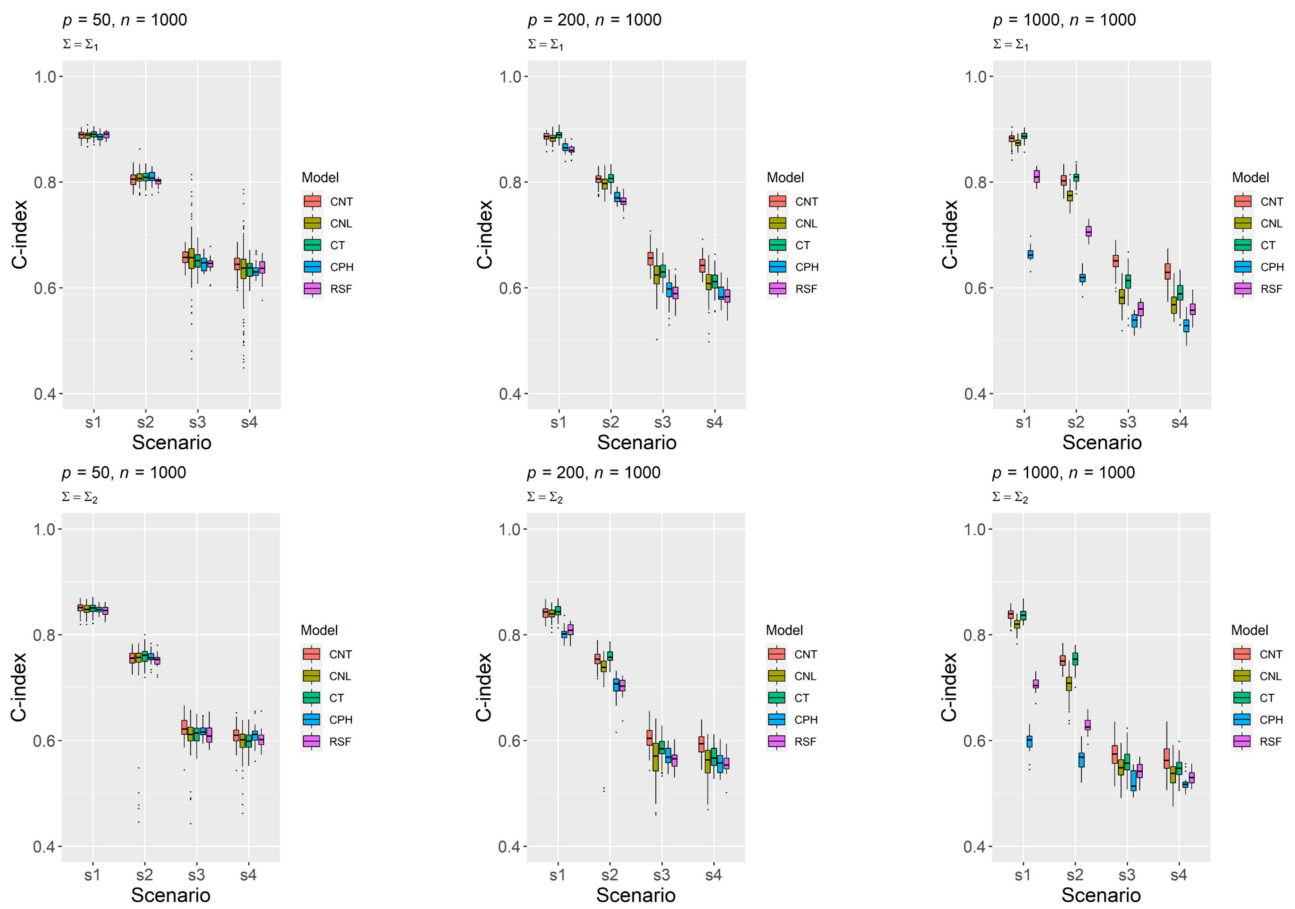 p = 50, n = 1000
Σ = Σ1
C-index
1.0
0.8
0.6
0.4
s1 s2 s3 s4
Scenario
Model
CNT
CNL
CT
CPH
RSF
p = 200, n = 1000
Σ = Σ1
C-index
1.0
0.8
0.6
0.4
s1 s2 s3 s4
Scenario
Model
CNT
CNL
CT
CPH
RSF
p = 1000, n = 1000
Σ = Σ1
C-index
1.0
0.8
0.6
0.4
s1 s2 s3 s4
Scenario
Model
CNT
CNL
CT
CPH
RSF
p = 50, n = 1000
Σ = Σ2
C-index
1.0
0.8
0.6
0.4
s1 s2 s3 s4
Scenario
Model
CNT
CNL
CT
CPH
RSF
p = 200, n = 1000
Σ = Σ2
C-index
1.0
0.8
0.6
0.4
s1 s2 s3 s4
Scenario
Model
CNT
CNL
CT
CPH
RSF
p = 1000, n = 1000
Σ = Σ2
C-index
1.0
0.8
0.6
0.4
s1 s2 s3 s4
Scenario
Model
CNT
CNL
CT
CPH
RSF